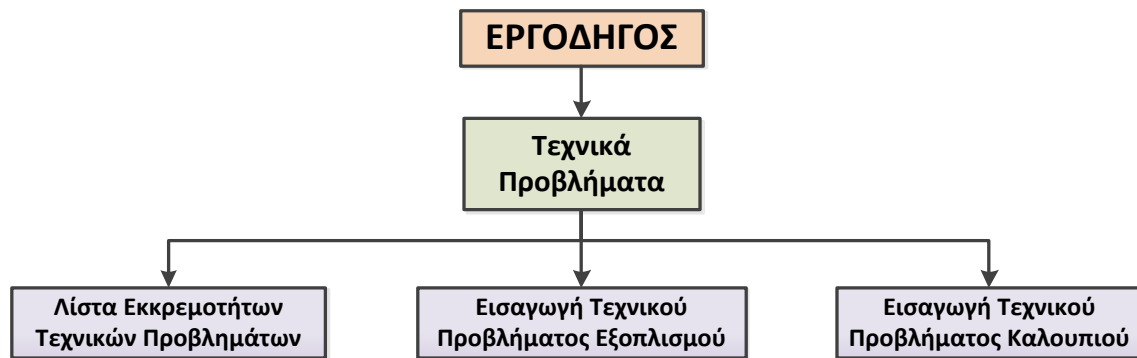 ΕΡΓΟΔΗΓΟΣ
Τεχνικά
Προβλήματα
Λίστα Εκκρεμοτήτων
Τεχνικών Προβλημάτων
Εισαγωγή Τεχνικού
Προβλήματος Εξοπλισμού
Εισαγωγή Τεχνικού
Προβλήματος Καλουπιού